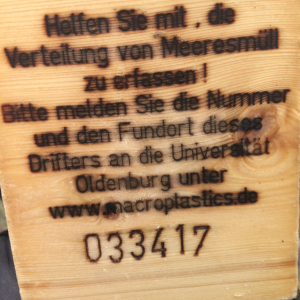 Helfen Sie mit, die
Verteilung von Meeresmüll
zu erfassen!
Bitte melden Sie die Nummer
und den Fundort dieses
Drifters an die Universität
Oldenburg unter
www.macroplastics.de
033417